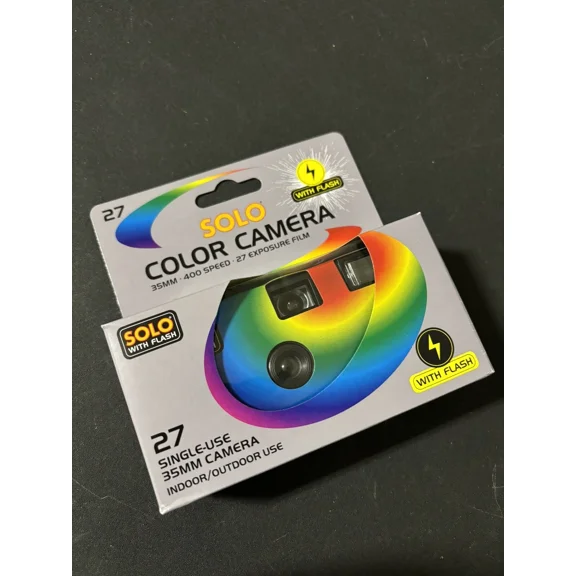 27
WITH FLASH
SOLO
COLOR CAMERA
35MM · 400 SPEED · 27 EXPOSURE FILM
SOLO
WITH FLASH
WITH FLASH
27
SINGLE-USE
35MM CAMERA
INDOOR/OUTDOOR USE